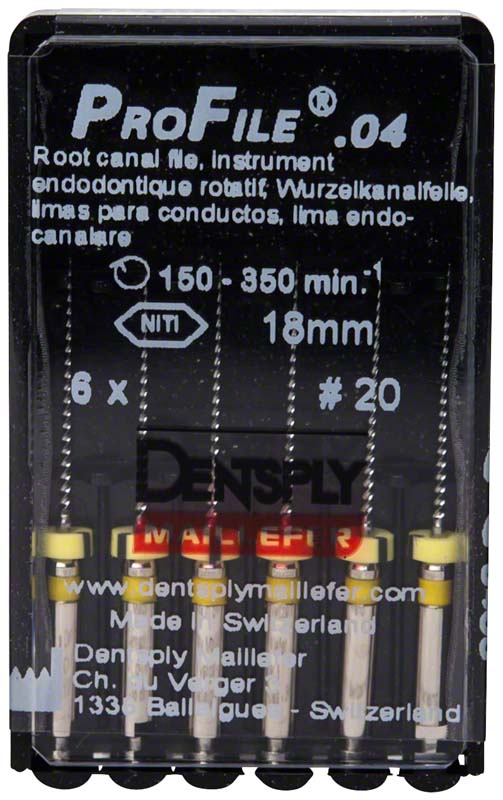 PROFILE® .04
Root canal file, instrument
endodontique rotatif, Wurzelkanalfeile,
limas para conductos, lima endo-
canalare
150 - 350 min.-1
NITI 18mm
6 x # 20
DENTSPLY
MAILLEFER
www.dentsplymaillefer.com
Made in Switzerland
Dentsply Maillefer
Ch. du Verger 3
1338 Ballaigues - Switzerland